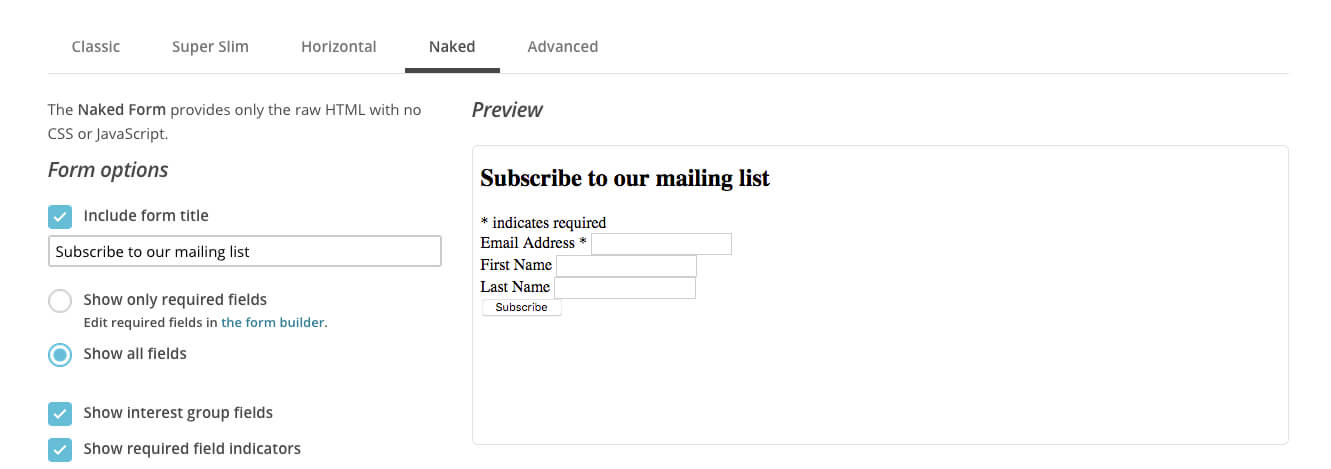 Classic Super Slim Horizontal Naked Advanced
The Naked Form provides only the raw HTML with no
CSS or JavaScript.
Form options
Include form title
Subscribe to our mailing list
Show only required fields
Edit required fields in the form builder.
Show all fields
Show interest group fields
Show required field indicators
Preview
Subscribe to our mailing list
* indicates required
Email Address *
First Name
Last Name
Subscribe